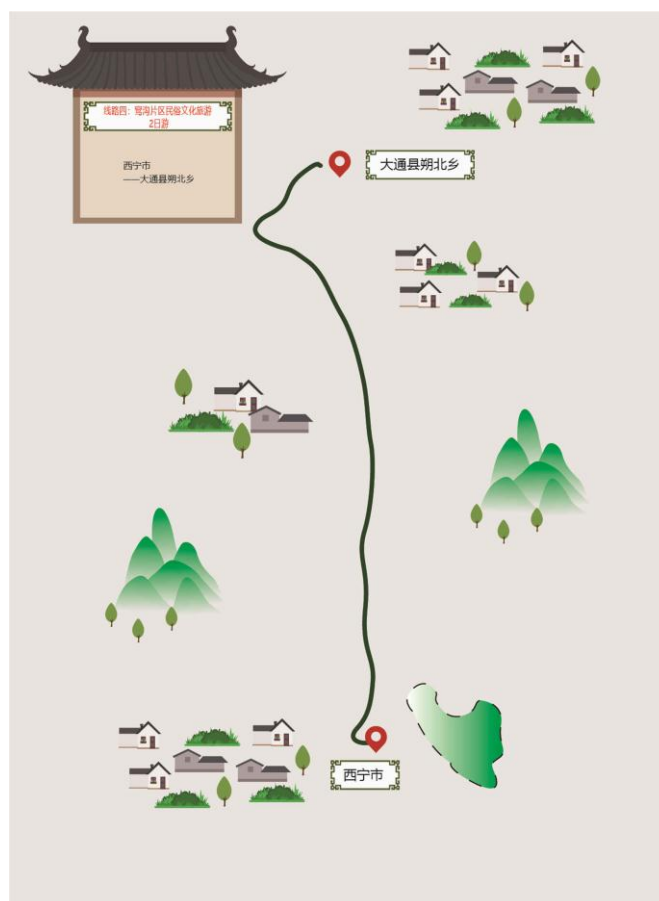 线路四：鸳沟片区民俗文化旅游
2日游
西宁市
——大通县朔北乡
大通县朔北乡
西宁市